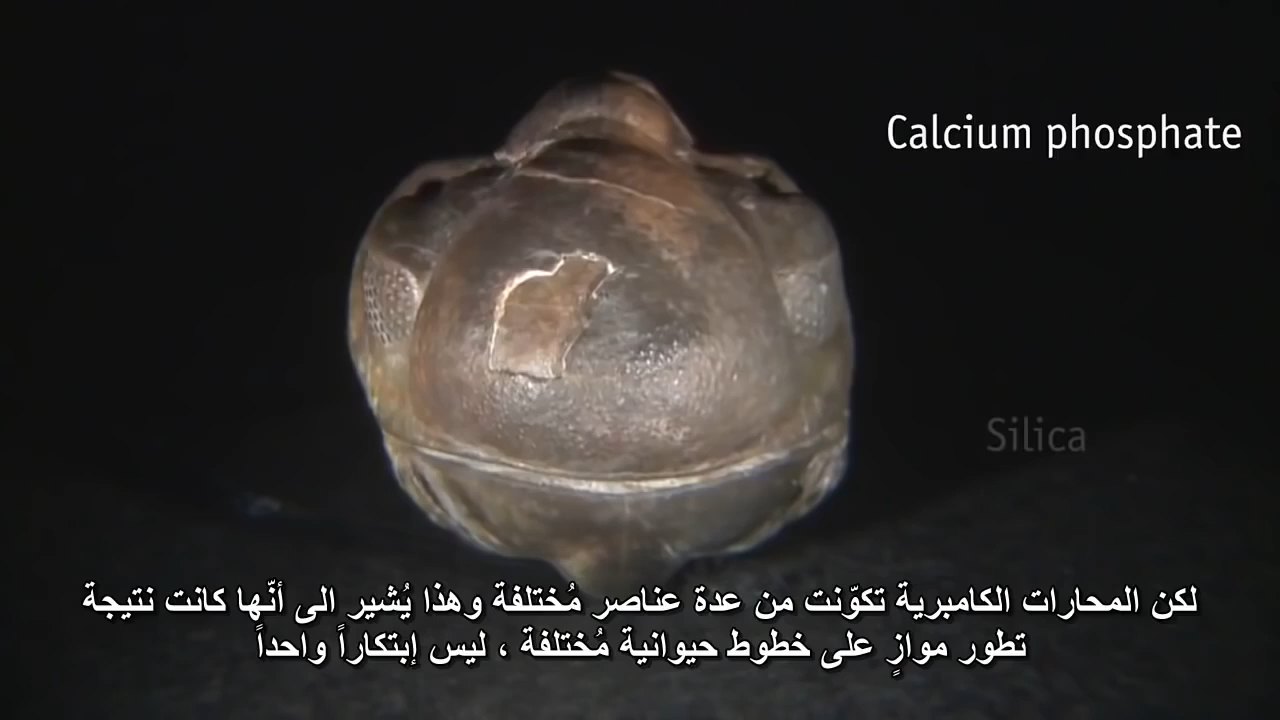 Calcium phosphate
Silica
لكن المحارات الكامبرية تكوّنت من عدة عناصر مُختلفة وهذا يُشير الى أنّها كانت نتيجة
تطور موازٍ على خطوط حيوانية مُختلفة ، ليس إبتكاراً واحداً